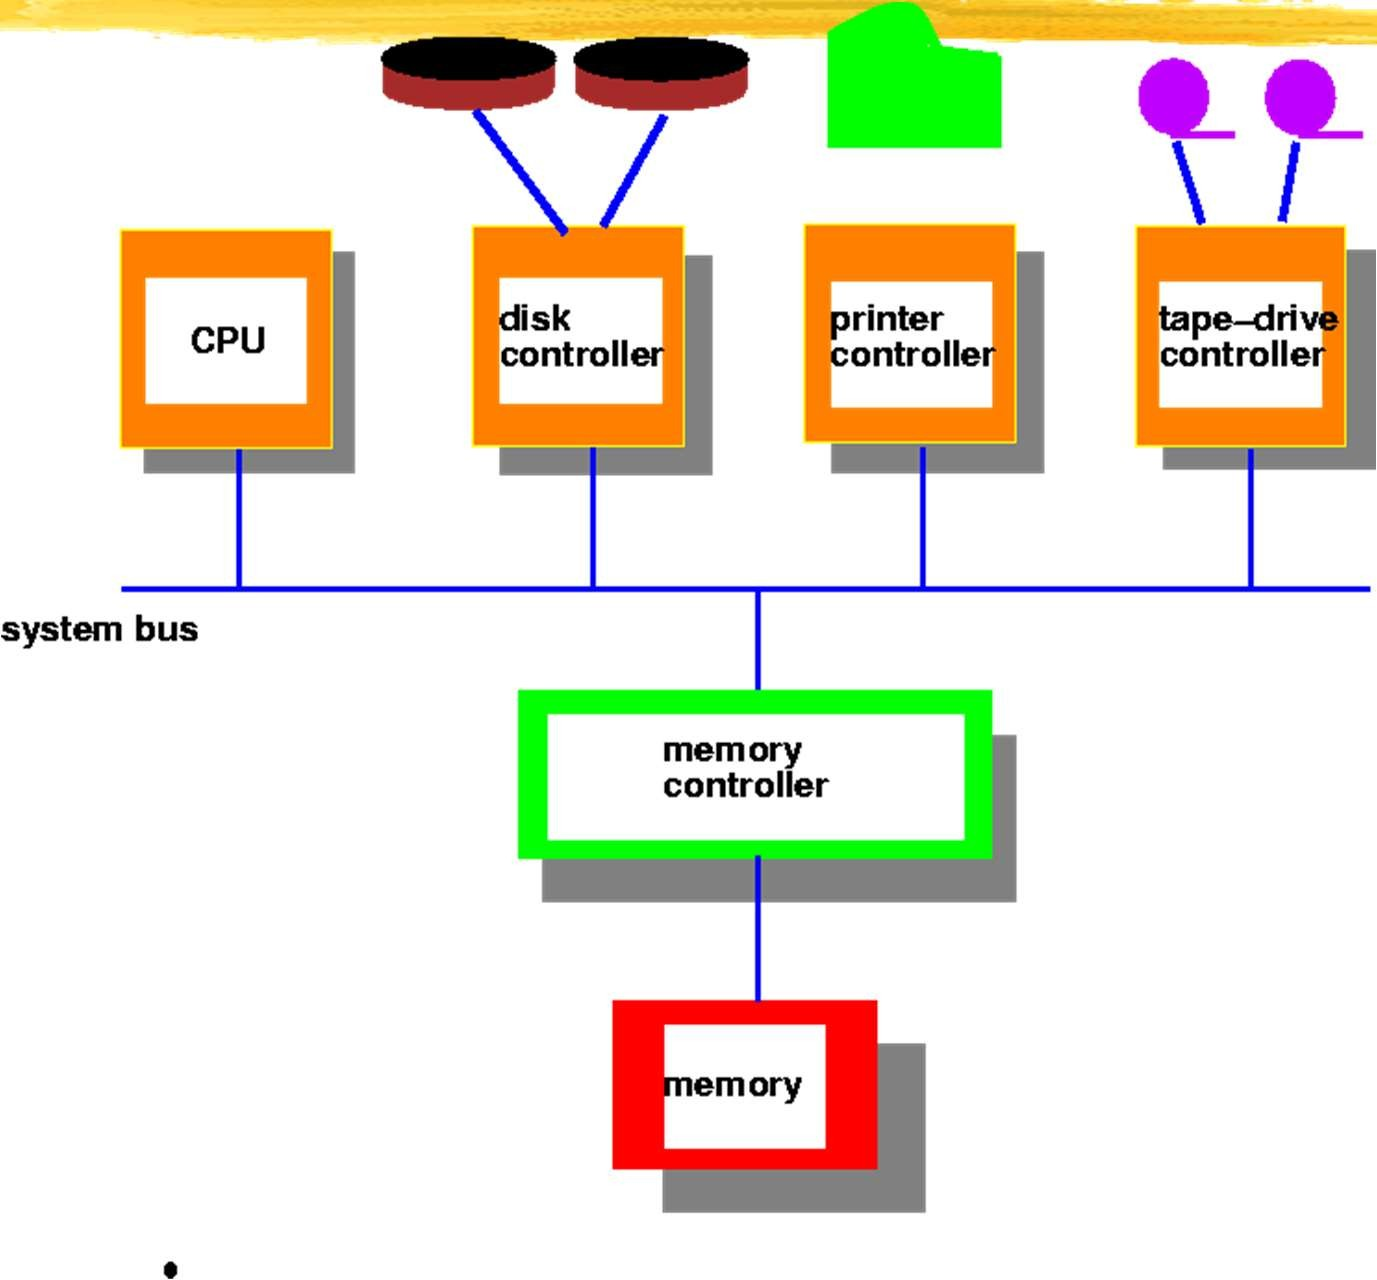 CPU
disk
controller
printer
controller
tape–drive
controller
system bus
memory
controller
memory